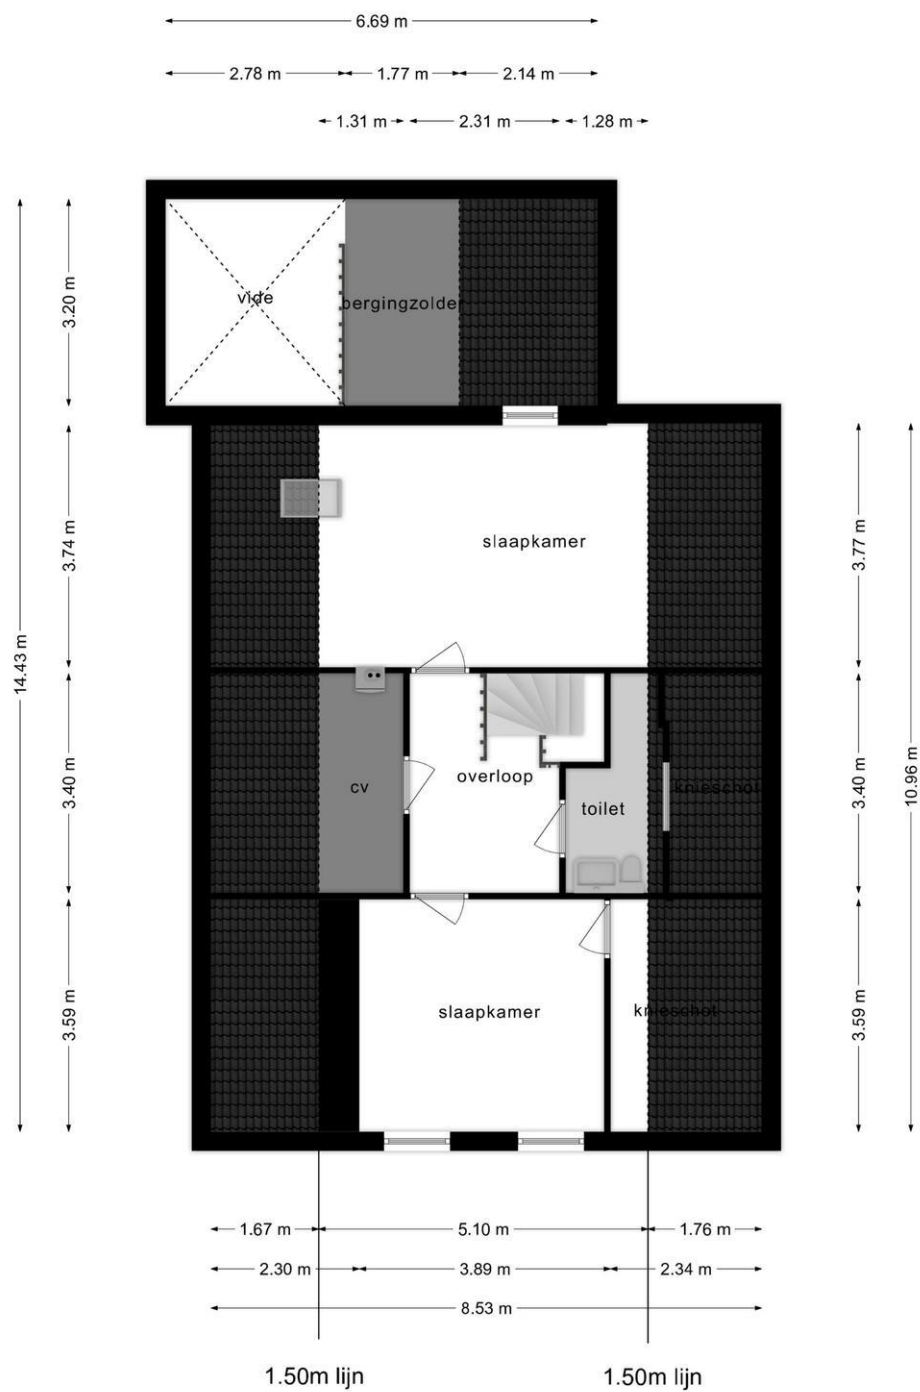 6.69 m
2.78 m 1.77 m 2.14 m
1.31 m 2.31 m 1.28 m
vide
bergingzolder
3.20 m
slaapkamer
3.74 m
3.77 m
14.43 m
cv
overloop
toilet
knieschot
3.40 m
3.40 m
10.96 m
slaapkamer
knieschot
3.59 m
3.59 m
1.67 m 5.10 m 1.76 m
2.30 m 3.89 m 2.34 m
8.53 m
1.50m lijn 1.50m lijn